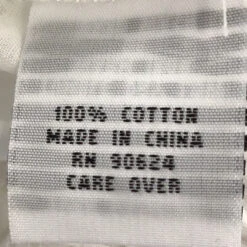 100% COTTON
MADE IN CHINA
RN 90624
CARE OVER